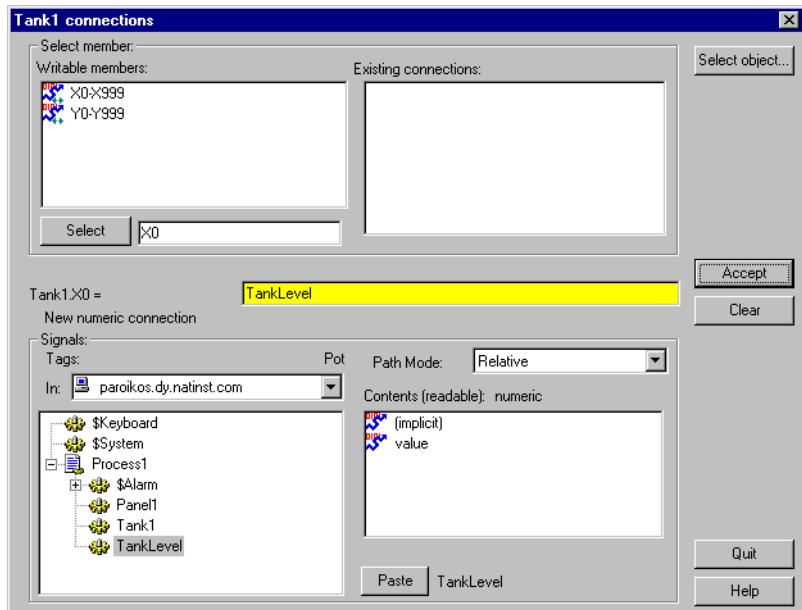 Tank1 connections
Select member:
Writable members:
Existing connections:
Select object...
X0-X999
Y0-Y999
Select
X0
Accept
Tank1.X0 =
TankLevel
New numeric connection
Clear
Signals:
Tags:
Pot
Path Mode:
Relative
In:
paroikos.dy.natinst.com
Contents (readable): numeric
$Keyboard
(implicit)
$System
value
Process1
$Alarm
Panel1
Tank1
TankLevel
Quit
Paste
TankLevel
Help